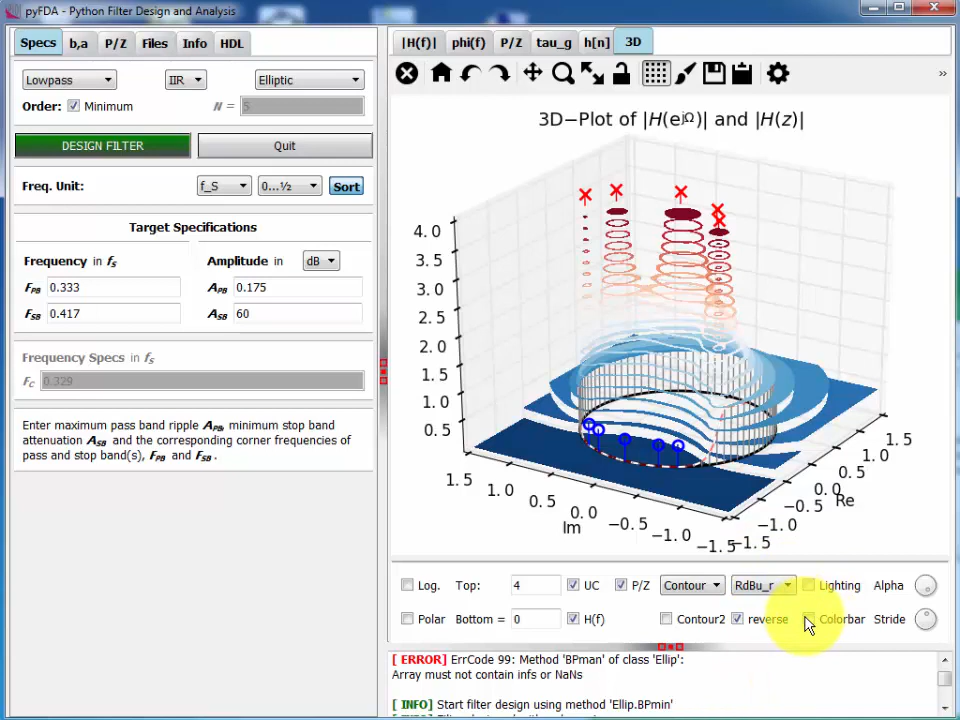 pyFDA - Python Filter Design and Analysis
Specs b,a P/Z Files Info HDL
|H(f)| phi(f) P/Z tau_g h[n] 3D
Lowpass IIR Elliptic
Order: Minimum N = 5
DESIGN FILTER Quit
Freq. Unit: f_S 0...½ Sort
Target Specifications
Frequency in fS Amplitude in dB
FPB 0.333 APB 0.175
FSB 0.417 ASB 60
Frequency Specs in fS
FC 0.329
Enter maximum pass band ripple APB, minimum stop band
attenuation ASB and the corresponding corner frequencies of
pass and stop band(s), FPB and FSB .
»
3D−Plot of |H(e^jΩ)| and |H(z)|
4.0
3.5
3.0
2.5
2.0
1.5
1.0
0.5
1.5
1.0
0.5
0.0
−0.5
−1.0
−1.5
Im
−1.5
−1.0
−0.5
0.0
0.5
1.0
1.5
Re
Log. Top: 4 UC P/Z Contour RdBu_r Lighting Alpha
Polar Bottom = 0 H(f) Contour2 reverse Colorbar Stride
[ ERROR] ErrCode 99: Method 'BPman' of class 'Ellip':
Array must not contain infs or NaNs
[ INFO] Start filter design using method 'Ellip.BPmin'